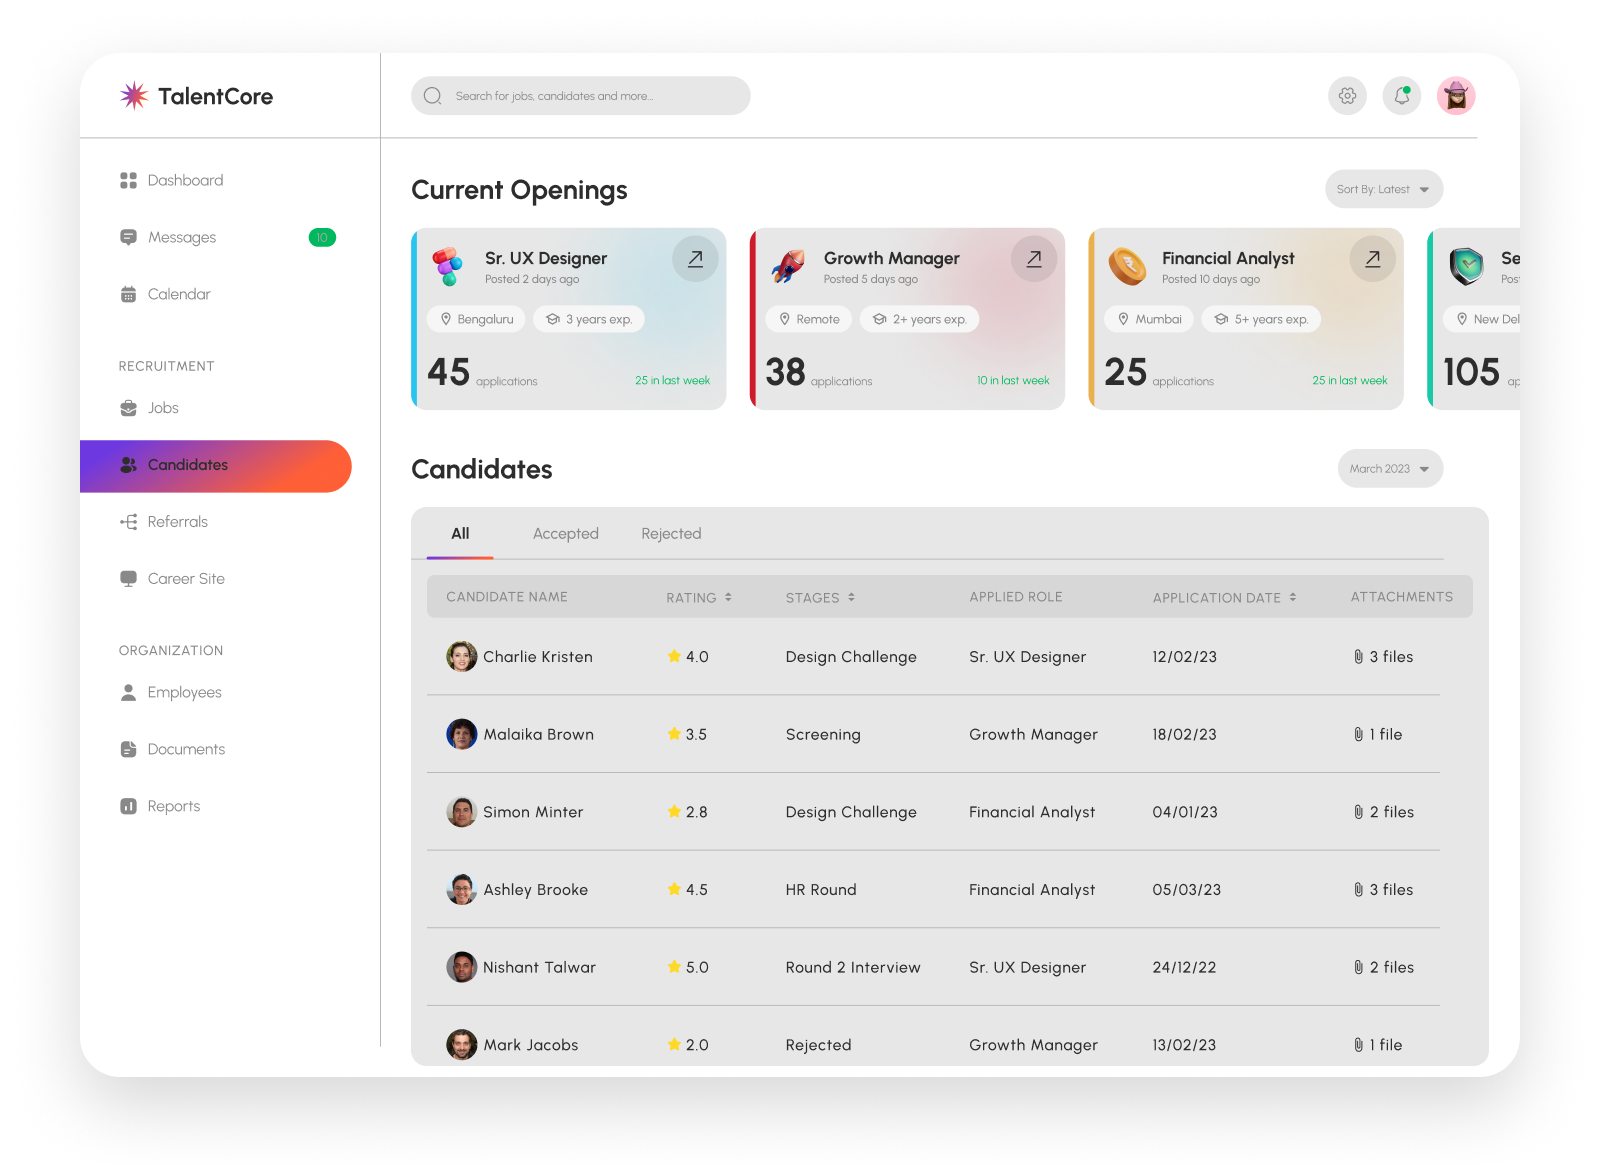 TalentCore
Search for jobs, candidates and more...
Dashboard
Messages
10
Calendar
RECRUITMENT
Jobs
Candidates
Referrals
Career Site
ORGANIZATION
Employees
Documents
Reports
Current Openings
Sort By: Latest
Sr. UX Designer
Posted 2 days ago
Bengaluru
3 years exp.
45 applications
25 in last week
Growth Manager
Posted 5 days ago
Remote
2+ years exp.
38 applications
10 in last week
Financial Analyst
Posted 10 days ago
Mumbai
5+ years exp.
25 applications
25 in last week
Se
Post
New Del
105 ap
Candidates
March 2023
All
Accepted
Rejected
CANDIDATE NAME RATING STAGES APPLIED ROLE APPLICATION DATE ATTACHMENTS
Charlie Kristen 4.0 Design Challenge Sr. UX Designer 12/02/23 3 files
Malaika Brown 3.5 Screening Growth Manager 18/02/23 1 file
Simon Minter 2.8 Design Challenge Financial Analyst 04/01/23 2 files
Ashley Brooke 4.5 HR Round Financial Analyst 05/03/23 3 files
Nishant Talwar 5.0 Round 2 Interview Sr. UX Designer 24/12/22 2 files
Mark Jacobs 2.0 Rejected Growth Manager 13/02/23 1 file